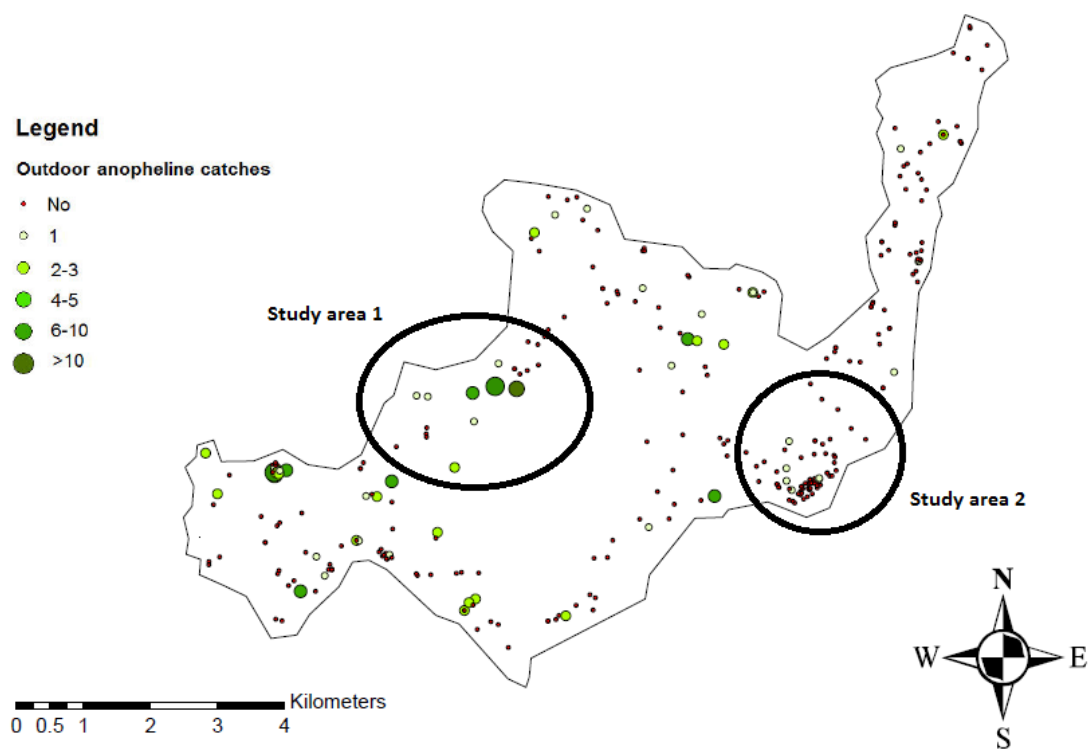 Legend
Outdoor anopheline catches
No
1
2-3
4-5
6-10
>10
Study area 1
Study area 2
N
W E
S
Kilometers
0 0.5 1 2 3 4